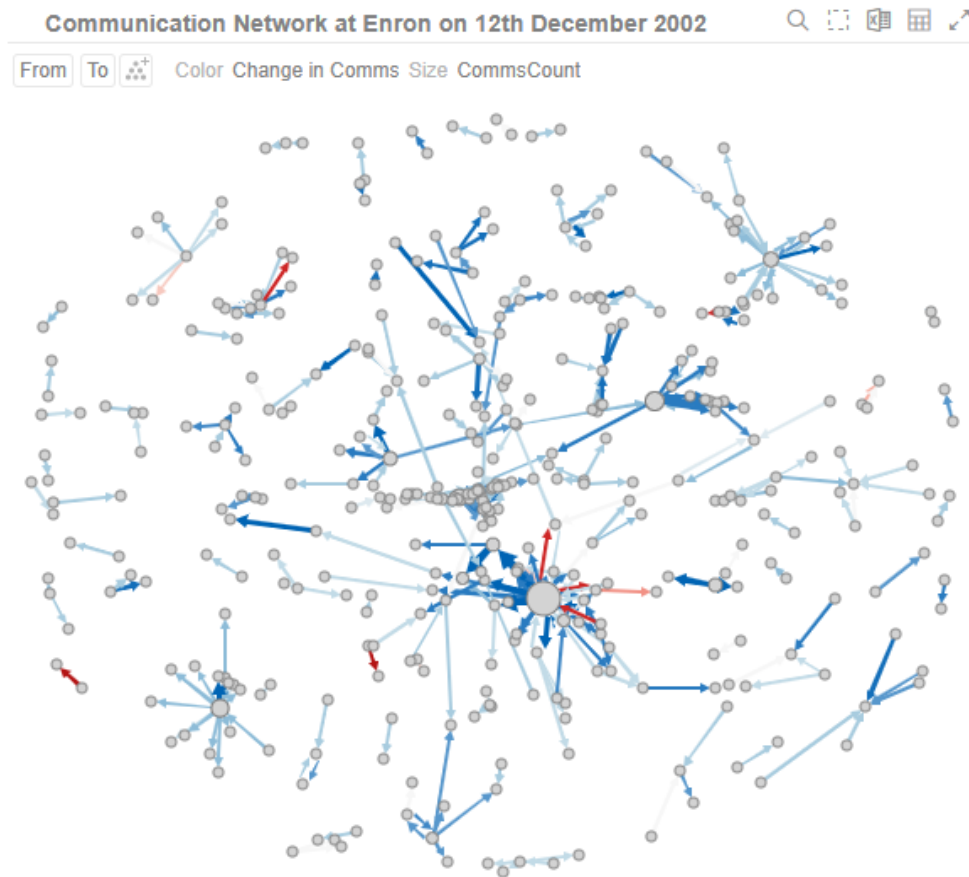 Communication Network at Enron on 12th December 2002
From To Color Change in Comms Size CommsCount